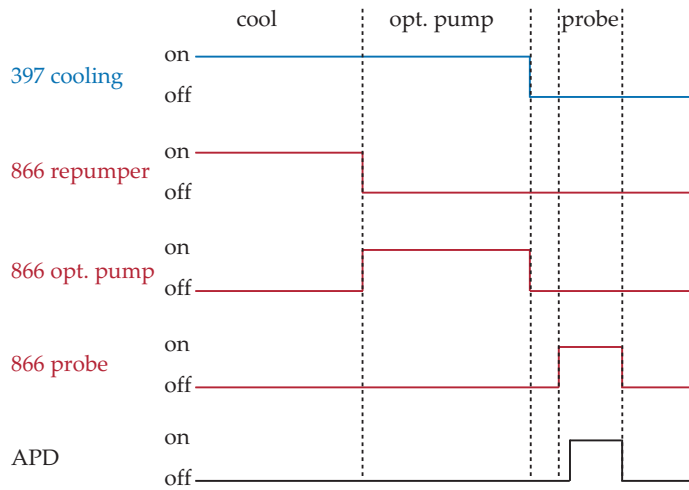 cool opt. pump probe
on
397 cooling
off
on
866 repumper
off
on
866 opt. pump
off
on
866 probe
off
on
APD
off